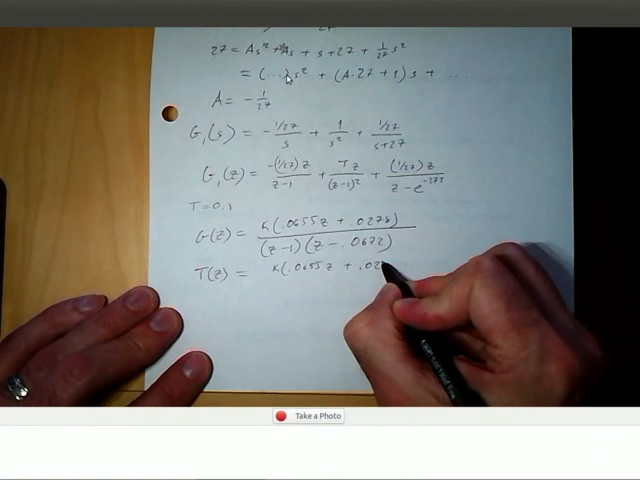 27 = As² + 27As + s + 27 + 1/27 s²
= (...) s² + (A·27 + 1) s + ....
A = - 1/27
G₁(s) = - (1/27)/s + 1/s² + (1/27)/(s+27)
G₁(z) = -(1/27)z/(z-1) + Tz/(z-1)² + (1/27)z/(z - e^-27T)
T = 0.1
G(z) = K(.0655z + .0278)/((z-1)(z - .0672))
T(z) = K(.0655z + .02
Take a Photo